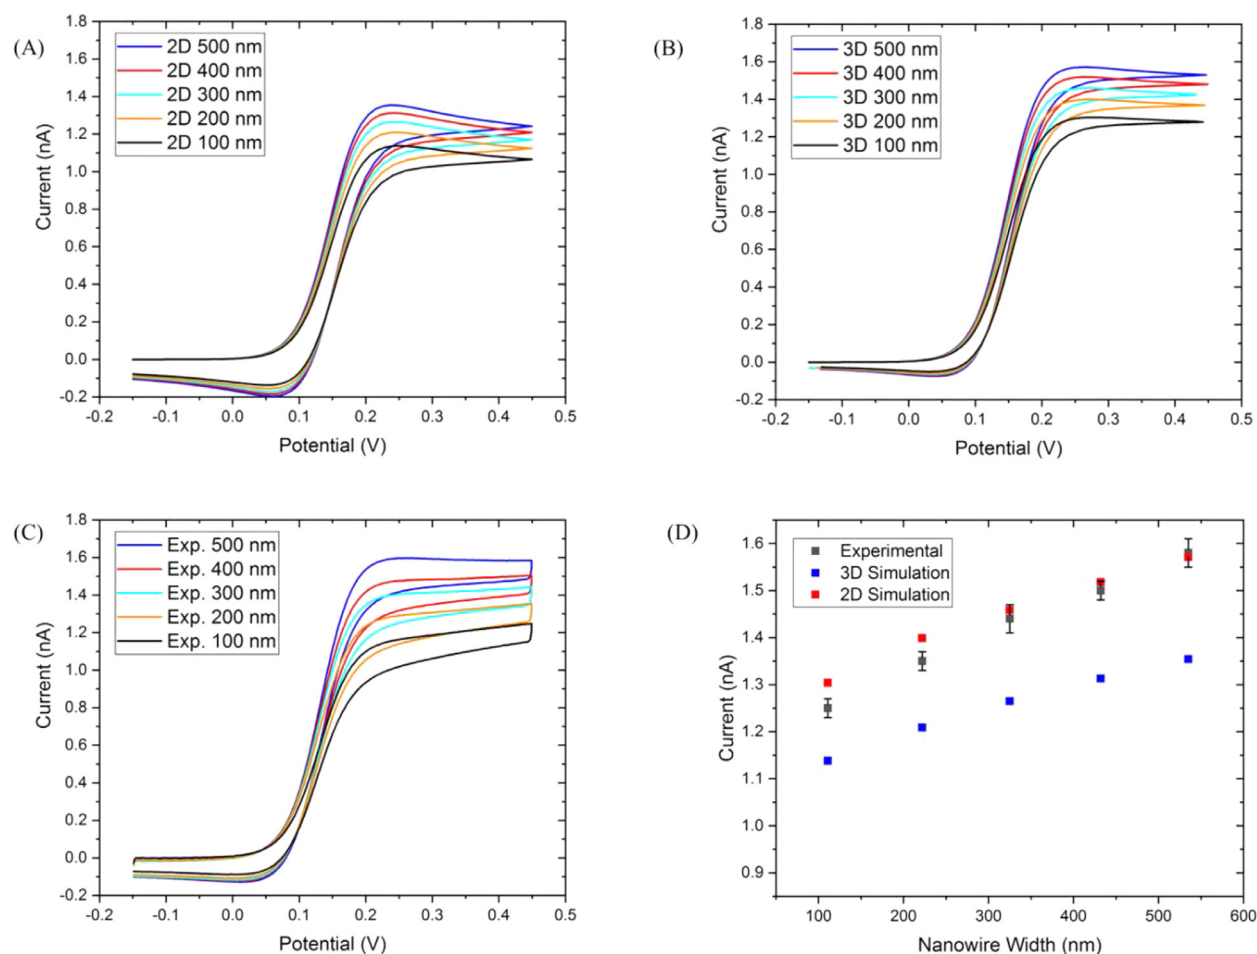 (A)
2D 500 nm
2D 400 nm
2D 300 nm
2D 200 nm
2D 100 nm
1.8
1.6
1.4
1.2
1.0
0.8
0.6
0.4
0.2
0.0
-0.2
Current (nA)
-0.2 -0.1 0.0 0.1 0.2 0.3 0.4 0.5
Potential (V)
(B)
3D 500 nm
3D 400 nm
3D 300 nm
3D 200 nm
3D 100 nm
1.8
1.6
1.4
1.2
1.0
0.8
0.6
0.4
0.2
0.0
-0.2
Current (nA)
-0.2 -0.1 0.0 0.1 0.2 0.3 0.4 0.5
Potential (V)
(C)
Exp. 500 nm
Exp. 400 nm
Exp. 300 nm
Exp. 200 nm
Exp. 100 nm
1.8
1.6
1.4
1.2
1.0
0.8
0.6
0.4
0.2
0.0
-0.2
Current (nA)
-0.2 -0.1 0.0 0.1 0.2 0.3 0.4 0.5
Potential (V)
(D)
Experimental
3D Simulation
2D Simulation
1.6
1.5
1.4
1.3
1.2
1.1
1.0
0.9
Current (nA)
100 200 300 400 500 600
Nanowire Width (nm)